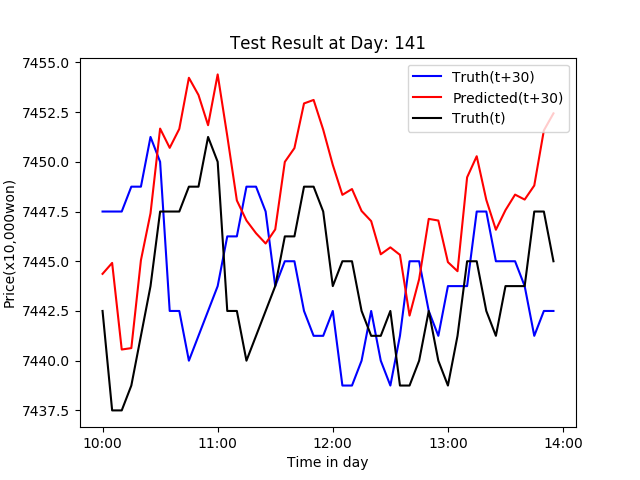 Test Result at Day: 141
Truth(t+30)
Predicted(t+30)
Truth(t)
Price(x10,000won)
7455.0
7452.5
7450.0
7447.5
7445.0
7442.5
7440.0
7437.5
10:00 11:00 12:00 13:00 14:00
Time in day